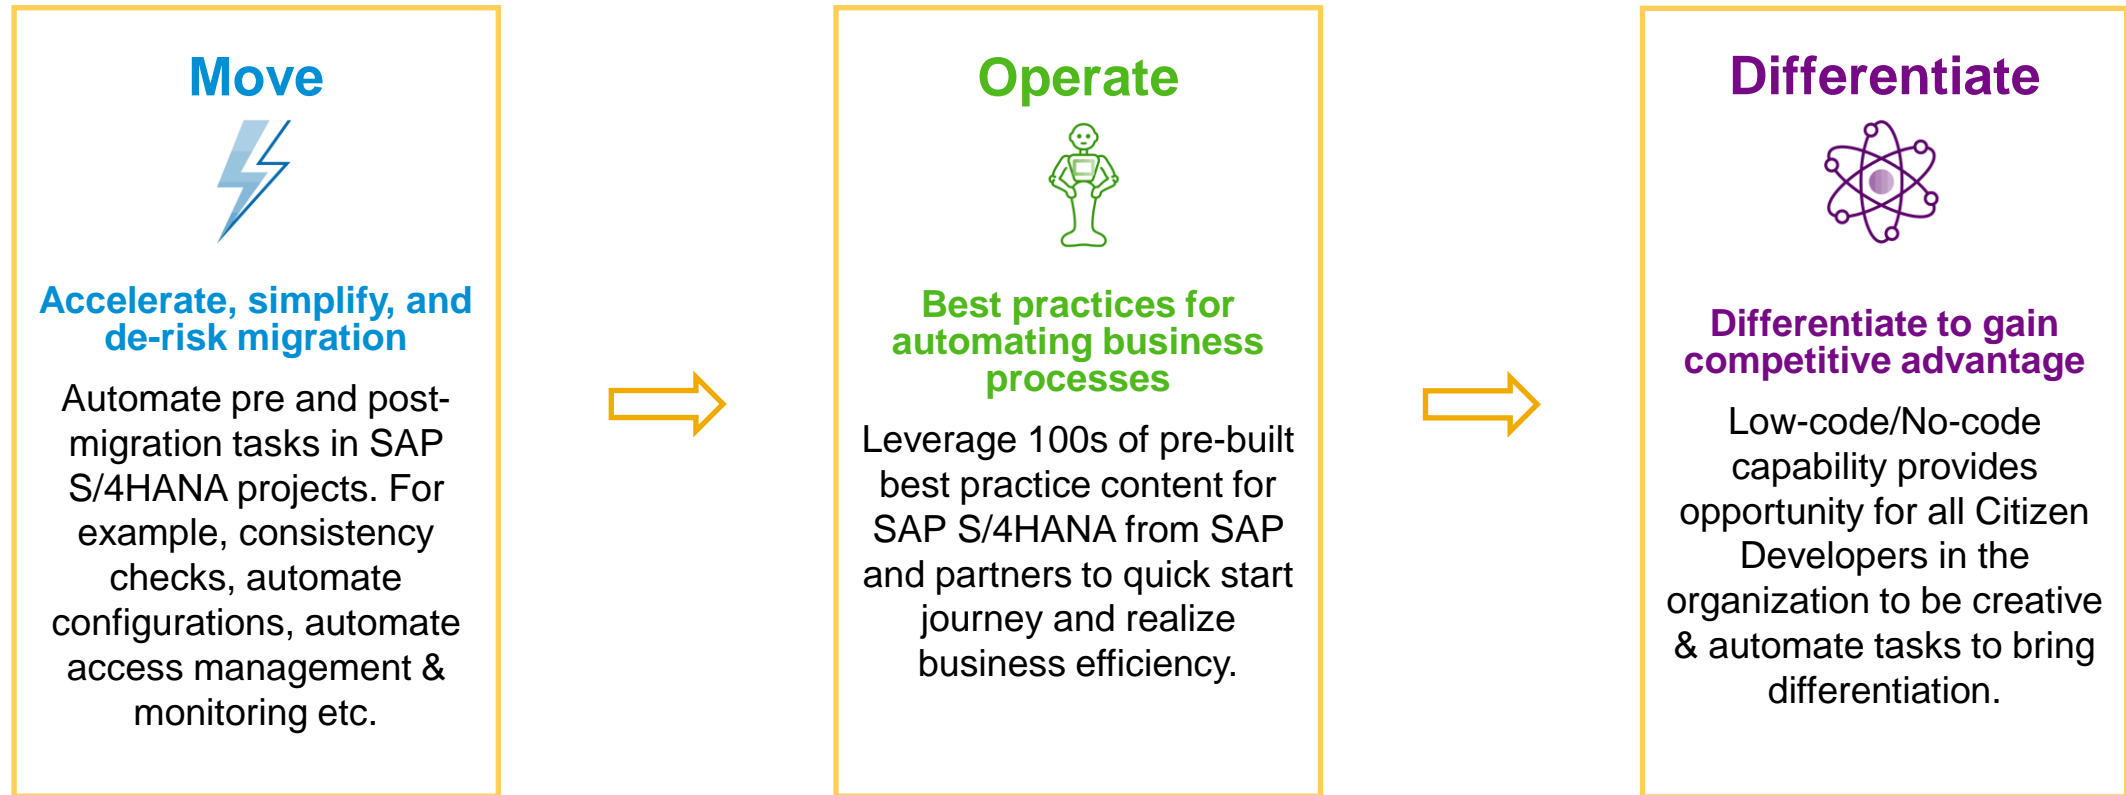 Move
Accelerate, simplify, and
de-risk migration
Automate pre and post-
migration tasks in SAP
S/4HANA projects. For
example, consistency
checks, automate
configurations, automate
access management &
monitoring etc.
Operate
Best practices for
automating business
processes
Leverage 100s of pre-built
best practice content for
SAP S/4HANA from SAP
and partners to quick start
journey and realize
business efficiency.
Differentiate
Differentiate to gain
competitive advantage
Low-code/No-code
capability provides
opportunity for all Citizen
Developers in the
organization to be creative
& automate tasks to bring
differentiation.